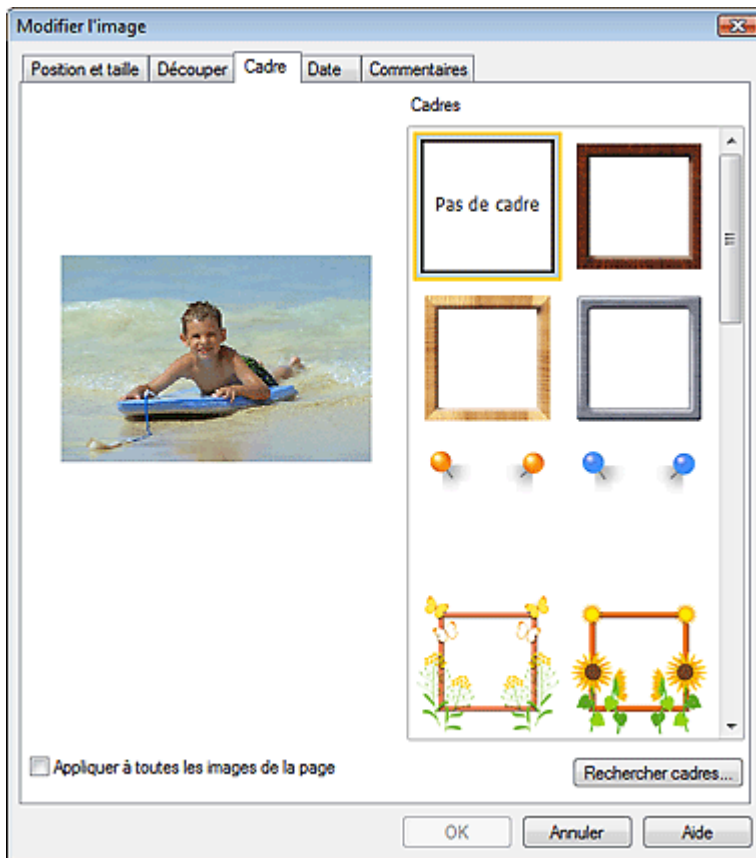 Modifier l'image
Position et taille
Découper
Cadre
Date
Commentaires
Cadres
Pas de cadre
Appliquer à toutes les images de la page
Rechercher cadres...
OK
Annuler
Aide